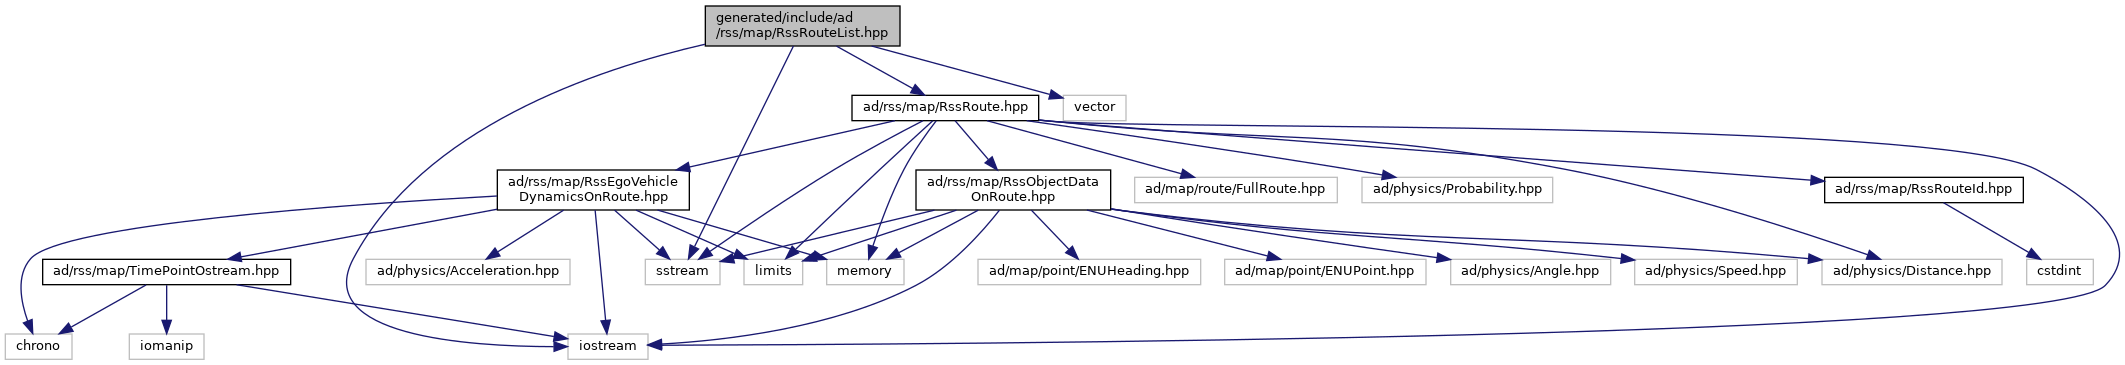 generated/include/ad
/rss/map/RssRouteList.hpp
ad/rss/map/RssRoute.hpp
vector
ad/rss/map/RssEgoVehicle
DynamicsOnRoute.hpp
ad/rss/map/RssObjectData
OnRoute.hpp
ad/map/route/FullRoute.hpp
ad/physics/Probability.hpp
ad/rss/map/RssRouteId.hpp
ad/rss/map/TimePointOstream.hpp
ad/physics/Acceleration.hpp
sstream
limits
memory
ad/map/point/ENUHeading.hpp
ad/map/point/ENUPoint.hpp
ad/physics/Angle.hpp
ad/physics/Speed.hpp
ad/physics/Distance.hpp
cstdint
chrono
iomanip
iostream